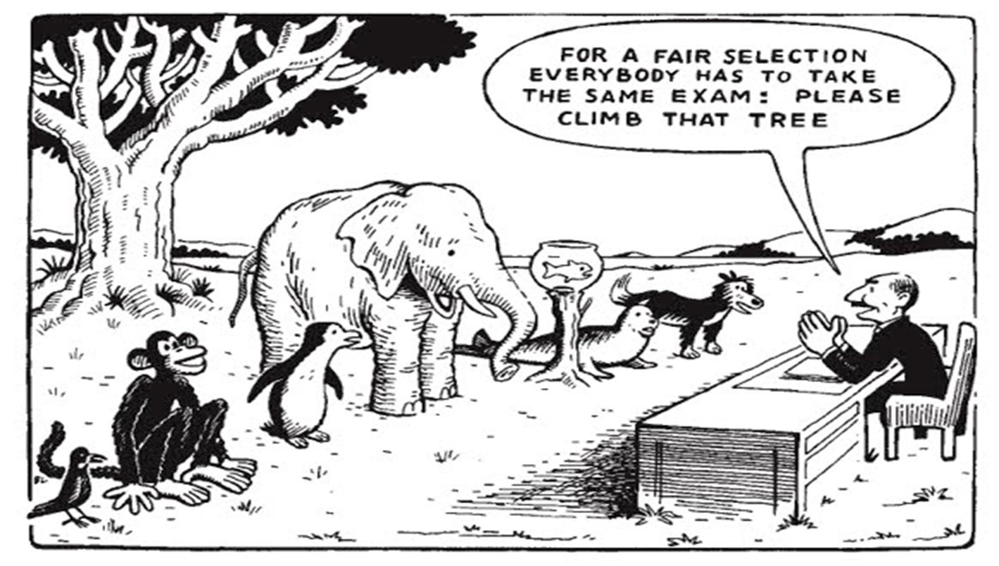 FOR A FAIR SELECTION
EVERYBODY HAS TO TAKE
THE SAME EXAM: PLEASE
CLIMB THAT TREE